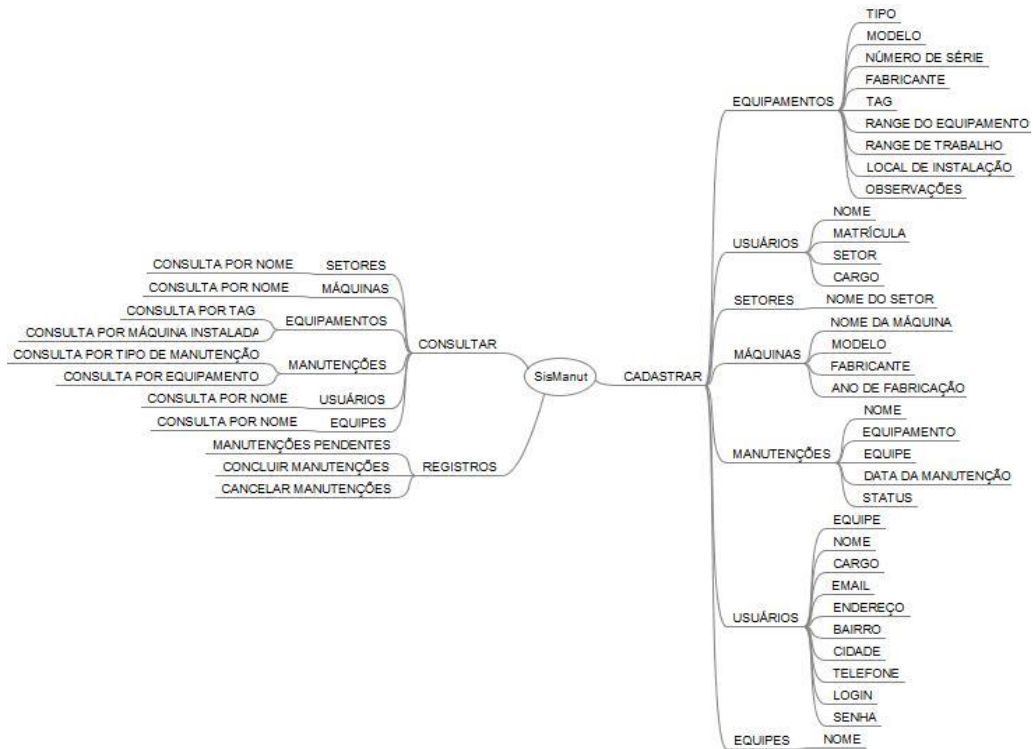 SisManut
CONSULTAR
SETORES
CONSULTA POR NOME
MÁQUINAS
CONSULTA POR NOME
EQUIPAMENTOS
CONSULTA POR TAG
CONSULTA POR MÁQUINA INSTALADA
MANUTENÇÕES
CONSULTA POR TIPO DE MANUTENÇÃO
CONSULTA POR EQUIPAMENTO
USUÁRIOS
CONSULTA POR NOME
EQUIPES
CONSULTA POR NOME
REGISTROS
MANUTENÇÕES PENDENTES
CONCLUIR MANUTENÇÕES
CANCELAR MANUTENÇÕES
CADASTRAR
EQUIPAMENTOS
TIPO
MODELO
NÚMERO DE SÉRIE
FABRICANTE
TAG
RANGE DO EQUIPAMENTO
RANGE DE TRABALHO
LOCAL DE INSTALAÇÃO
OBSERVAÇÕES
USUÁRIOS
NOME
MATRÍCULA
SETOR
CARGO
SETORES
NOME DO SETOR
MÁQUINAS
NOME DA MÁQUINA
MODELO
FABRICANTE
ANO DE FABRICAÇÃO
MANUTENÇÕES
NOME
EQUIPAMENTO
EQUIPE
DATA DA MANUTENÇÃO
STATUS
USUÁRIOS
EQUIPE
NOME
CARGO
EMAIL
ENDEREÇO
BAIRRO
CIDADE
TELEFONE
LOGIN
SENHA
EQUIPES
NOME